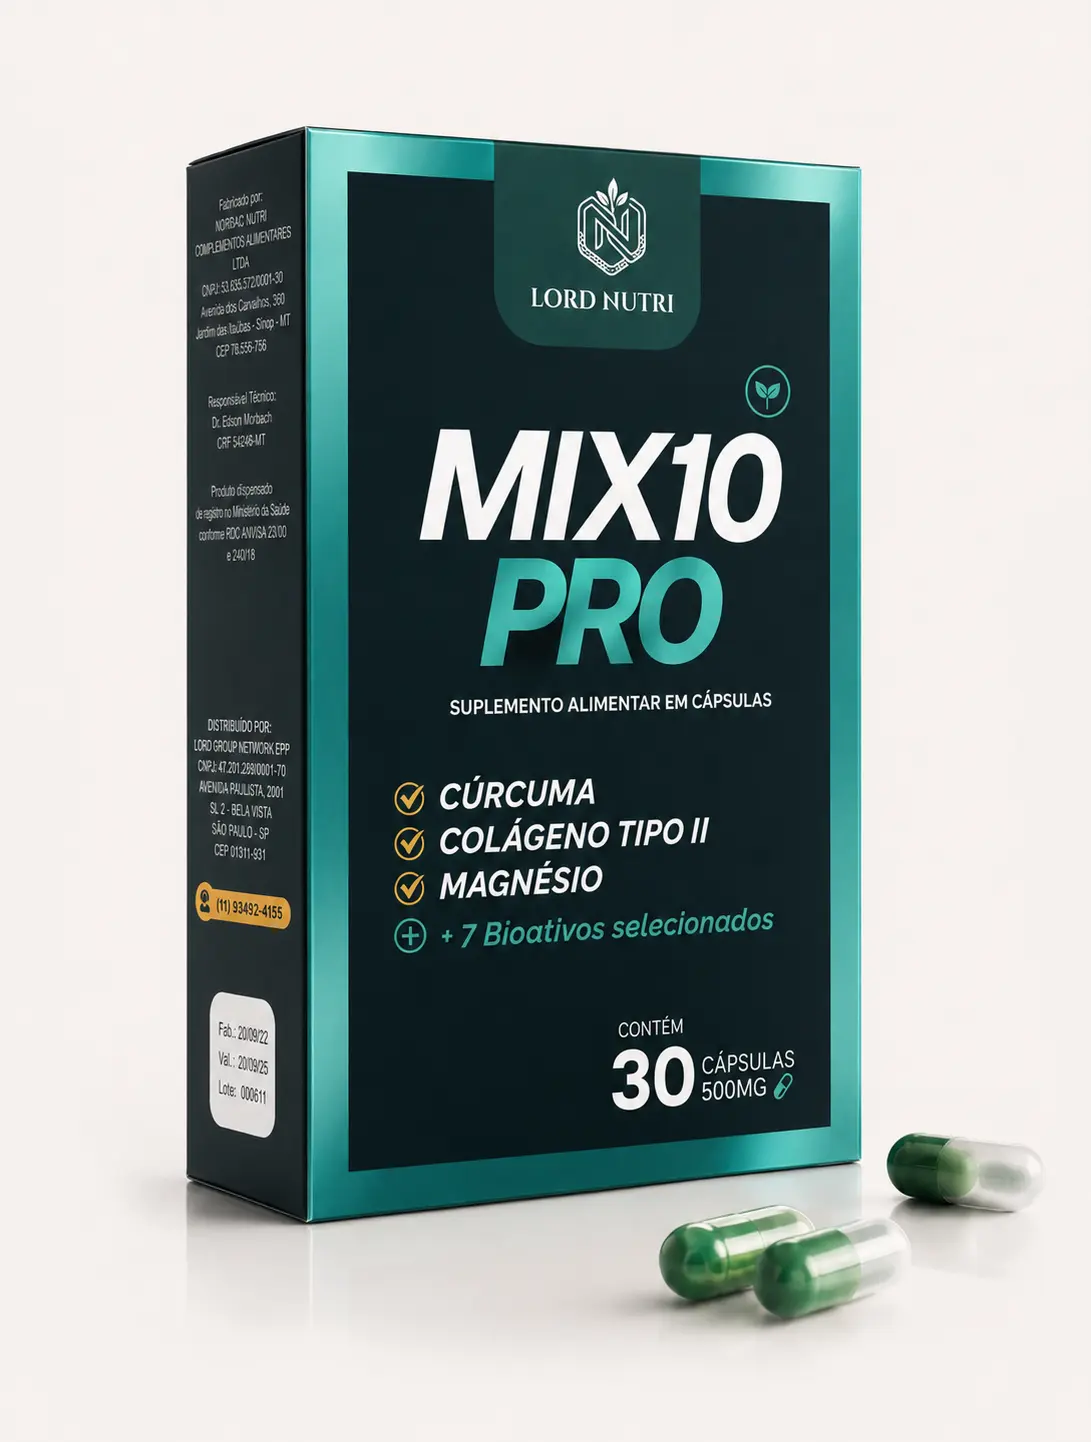 Fabricado por:
NORBAC NUTRI
COMPLEMENTOS ALIMENTARES
LTDA
CNPJ: 53.835.572/0001-30
Avenida dos Carvalhos, 360
Jardim das Itaúbas - Sinop - MT
CEP 78.556-756
Responsável Técnico:
Dr. Edson Morbach
CRF 54246-MT
Produto dispensado
de registro no Ministério da Saúde
conforme RDC ANVISA 23/00
e 240/18
DISTRIBUÍDO POR:
LORD GROUP NETWORK EPP
CNPJ: 47.201.289/0001-70
AVENIDA PAULISTA, 2001
SL 2 - BELA VISTA
SÃO PAULO - SP
CEP 01311-931
(11) 93492-4155
Fab.: 20/09/22
Val.: 20/09/25
Lote: 000611
LORD NUTRI
MIX10
PRO
SUPLEMENTO ALIMENTAR EM CÁPSULAS
CÚRCUMA
COLÁGENO TIPO II
MAGNÉSIO
+ 7 Bioativos selecionados
CONTÉM
30 CÁPSULAS
500MG